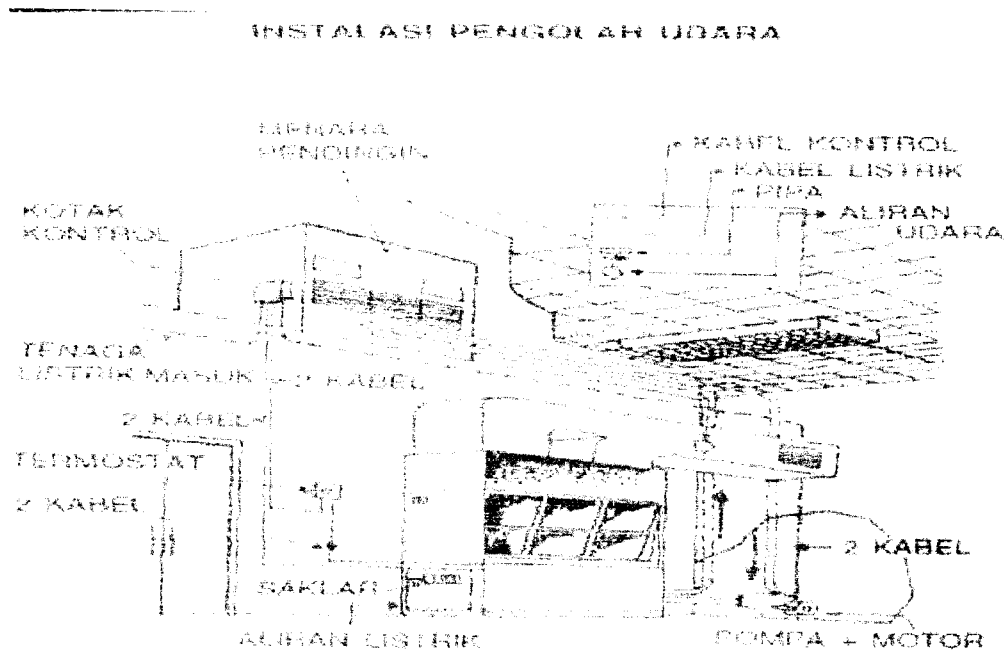 INSTALASI PENGOLAH UDARA
MENARA
PENDINGIN
KABEL KONTROL
KABEL LISTRIK
PIPA
ALIRAN
UDARA
KOTAK
KONTROL
TENAGA
LISTRIK MASUK - 2 KABEL
2 KABEL
TERMOSTAT
2 KABEL
2 KABEL
SAKLAR
ALIRAN LISTRIK
POMPA + MOTOR